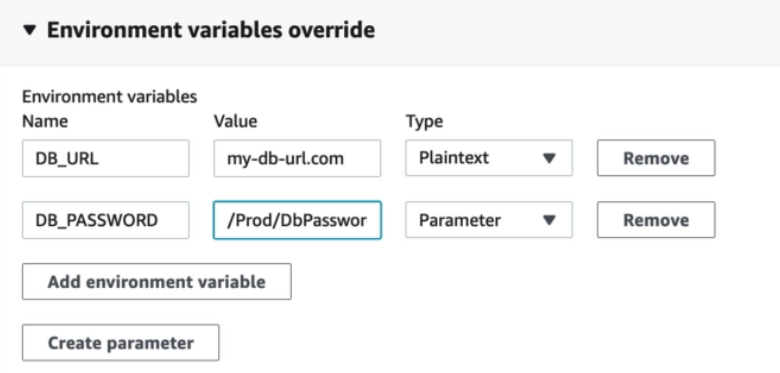 Environment variables override
Environment variables
Name Value Type
DB_URL my-db-url.com Plaintext Remove
DB_PASSWORD /Prod/DbPasswor Parameter Remove
Add environment variable
Create parameter